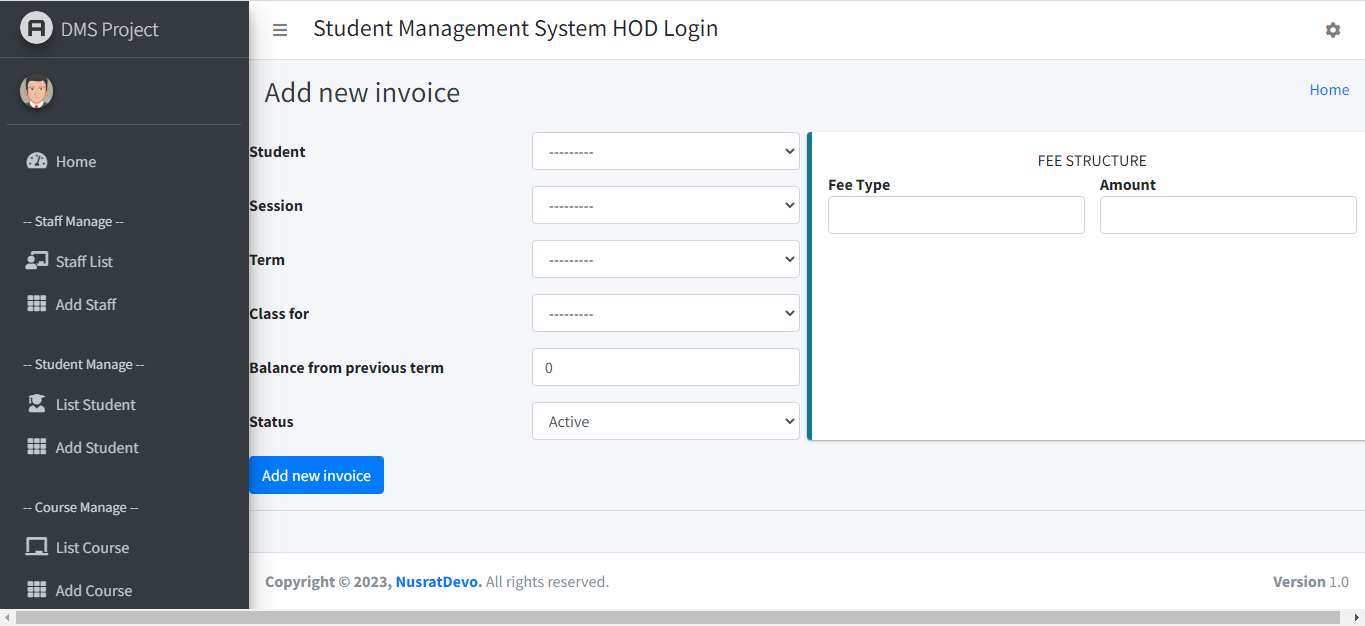 DMS Project
Student Management System HOD Login
Add new invoice
Home
Home
-- Staff Manage --
Staff List
Add Staff
-- Student Manage --
List Student
Add Student
-- Course Manage --
List Course
Add Course
Student
---------
Session
---------
Term
---------
Class for
---------
Balance from previous term
0
Status
Active
Add new invoice
FEE STRUCTURE
Fee Type Amount
Copyright © 2023, NusratDevo. All rights reserved.
Version 1.0